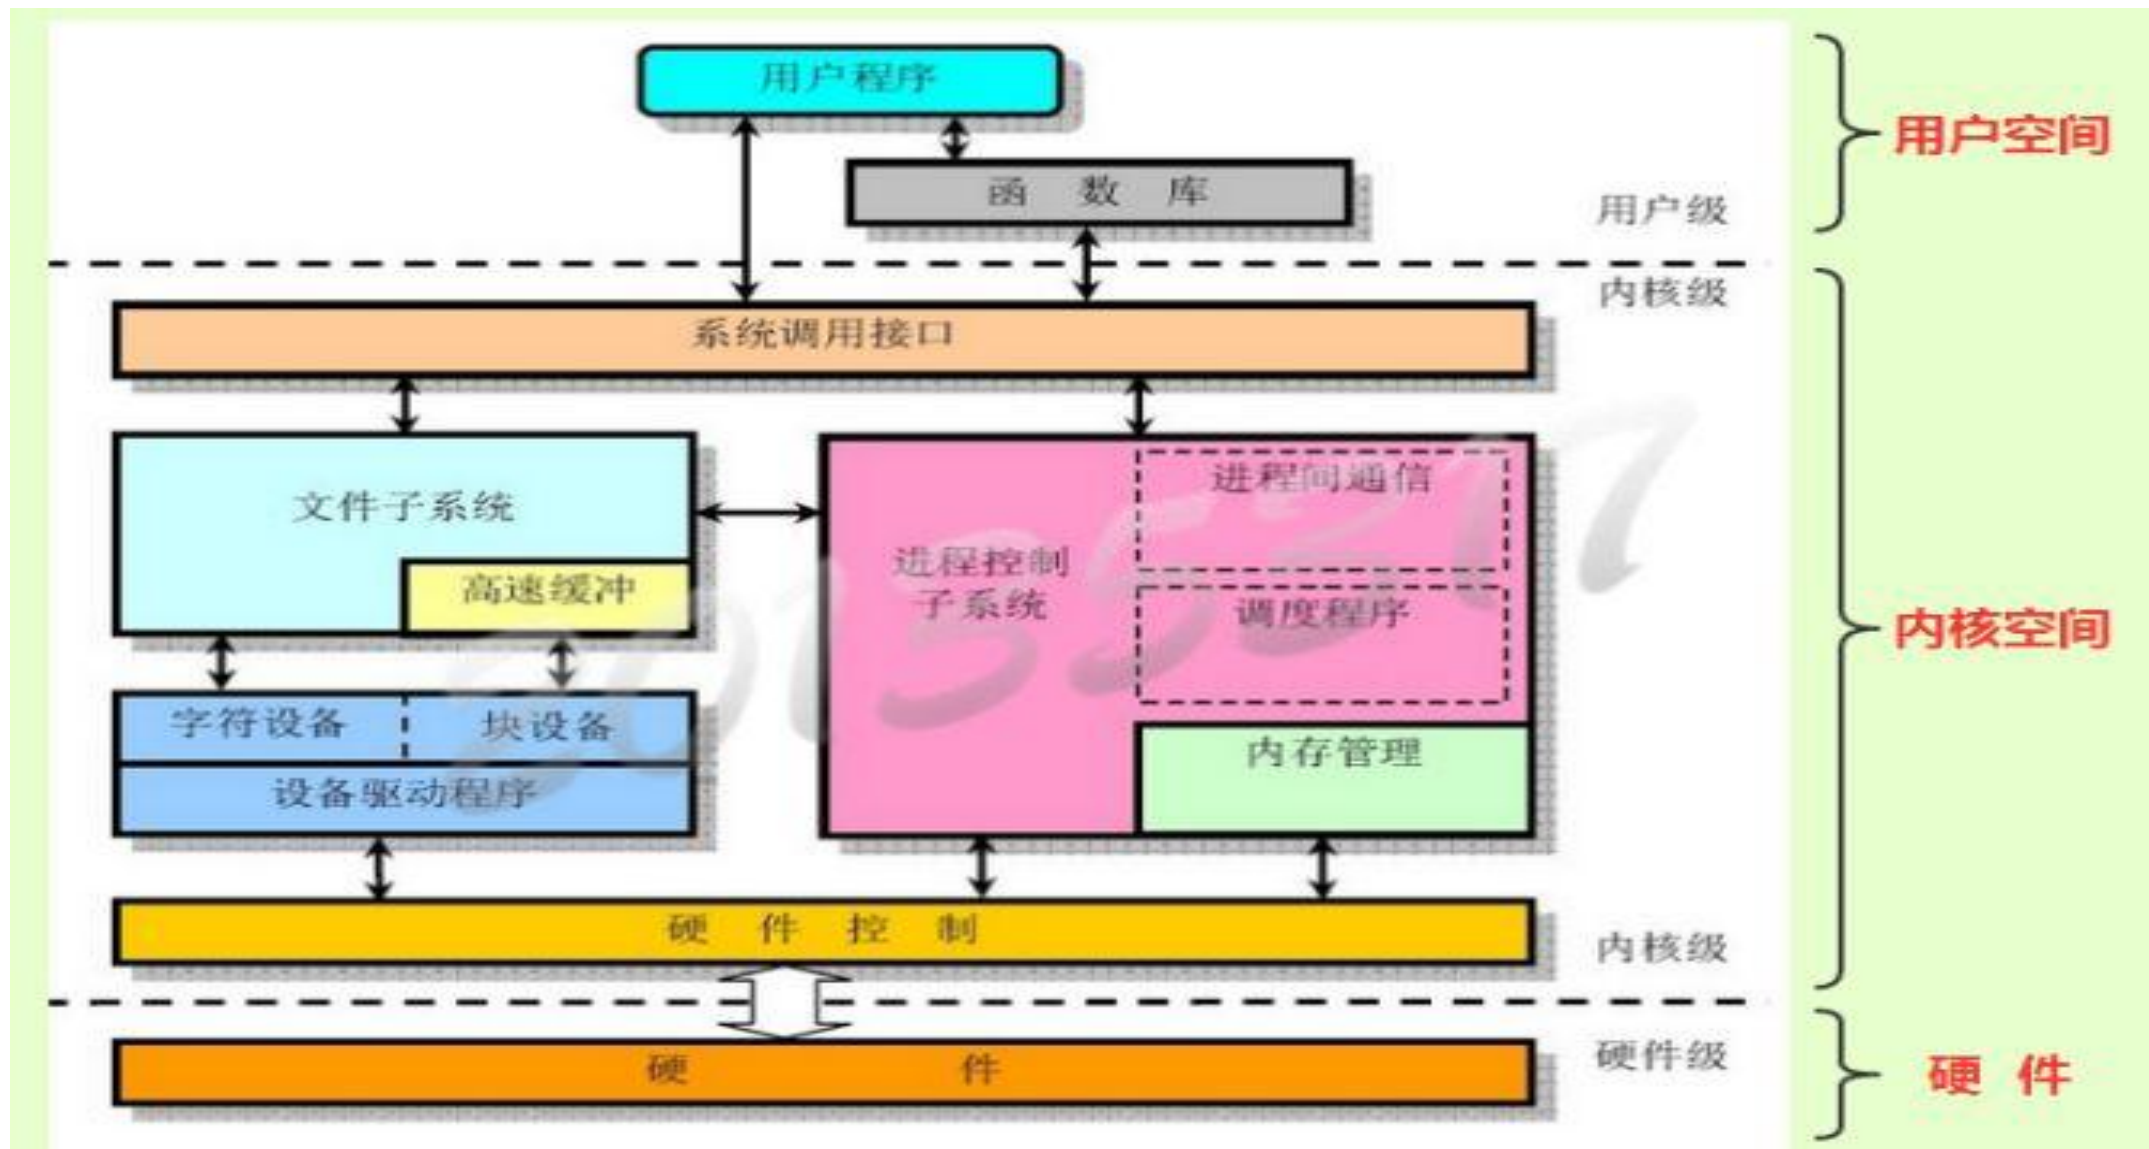 用户程序
用户空间
函 数 库
用户级
内核级
系统调用接口
进程间通信
文件子系统
进程控制
子系统
高速缓冲
调度程序
内核空间
字符设备
块设备
内存管理
设备驱动程序
硬 件 控 制
内核级
硬 件
硬件级
硬 件
20135217